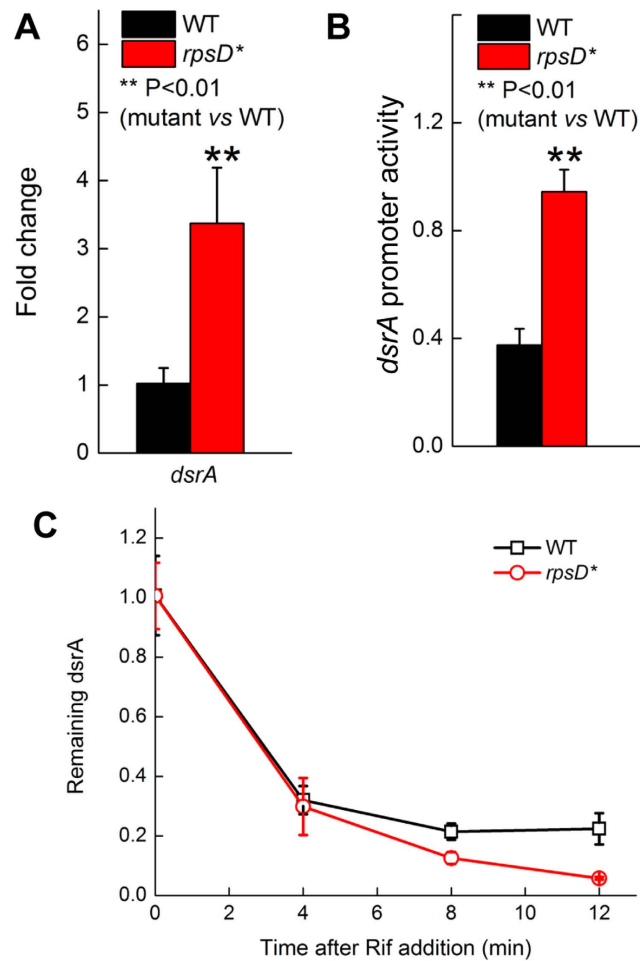 A
WT
rpsD*
** P<0.01
(mutant vs WT)
**
6
5
4
3
2
1
0
Fold change
dsrA
B
WT
rpsD*
** P<0.01
(mutant vs WT)
**
1.2
0.8
0.4
0.0
dsrA promoter activity
C
WT
rpsD*
1.2
1.0
0.8
0.6
0.4
0.2
0.0
Remaining dsrA
0 2 4 6 8 10 12
Time after Rif addition (min)